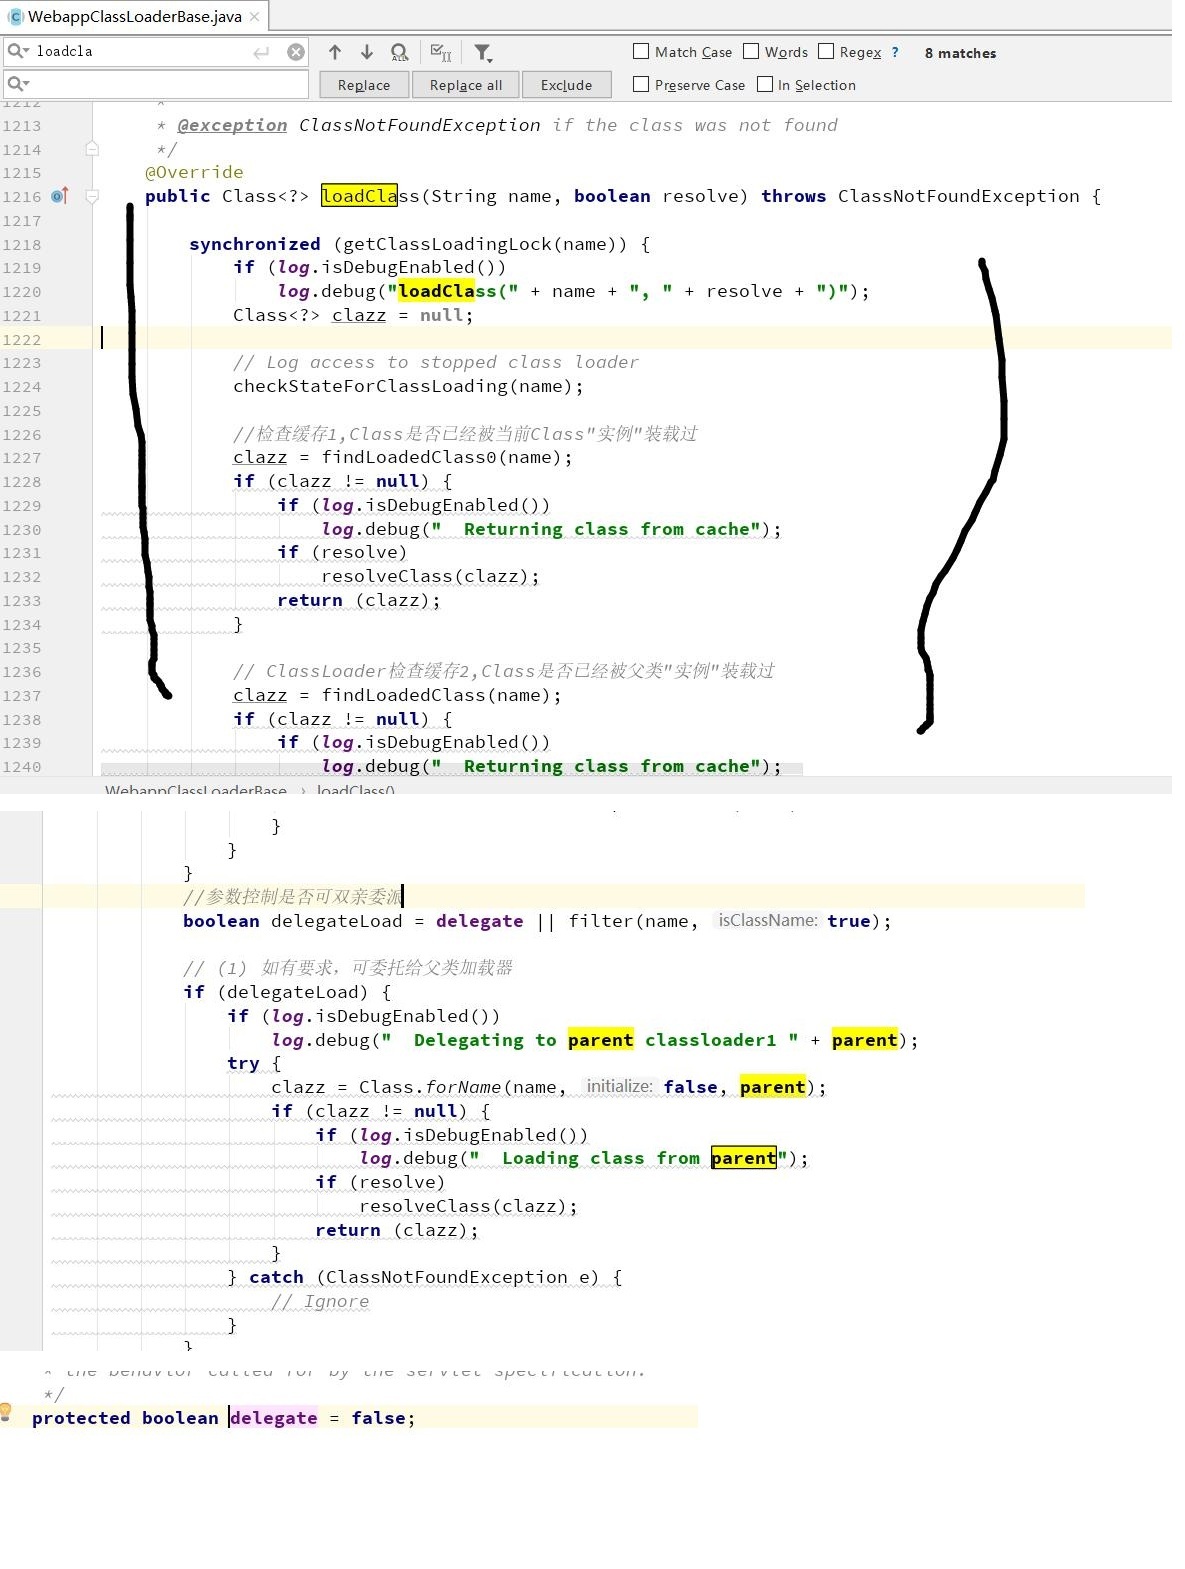 WebappClassLoaderBase.java
loadcla
Match Case Words Regex ? 8 matches
Replace Replace all Exclude Preserve Case In Selection
1212 *
1213 * @exception ClassNotFoundException if the class was not found
1214 */
1215 @Override
1216 public Class<?> loadClass(String name, boolean resolve) throws ClassNotFoundException {
1217
1218 synchronized (getClassLoadingLock(name)) {
1219 if (log.isDebugEnabled())
1220 log.debug("loadClass(" + name + ", " + resolve + ")");
1221 Class<?> clazz = null;
1222
1223 // Log access to stopped class loader
1224 checkStateForClassLoading(name);
1225
1226 //检查缓存1,Class是否已经被当前Class"实例"装载过
1227 clazz = findLoadedClass0(name);
1228 if (clazz != null) {
1229 if (log.isDebugEnabled())
1230 log.debug("  Returning class from cache");
1231 if (resolve)
1232 resolveClass(clazz);
1233 return (clazz);
1234 }
1235
1236 // ClassLoader检查缓存2,Class是否已经被父类"实例"装载过
1237 clazz = findLoadedClass(name);
1238 if (clazz != null) {
1239 if (log.isDebugEnabled())
1240 log.debug("  Returning class from cache");
WebappClassLoaderBase › loadClass()
}
}
}
//参数控制是否可双亲委派
boolean delegateLoad = delegate || filter(name, isClassName: true);
// (1) 如有要求，可委托给父类加载器
if (delegateLoad) {
if (log.isDebugEnabled())
log.debug("  Delegating to parent classloader1 " + parent);
try {
clazz = Class.forName(name, initialize: false, parent);
if (clazz != null) {
if (log.isDebugEnabled())
log.debug("  Loading class from parent");
if (resolve)
resolveClass(clazz);
return (clazz);
}
} catch (ClassNotFoundException e) {
// Ignore
}
}
* the behavior called for by the servlet specification.
*/
protected boolean delegate = false;